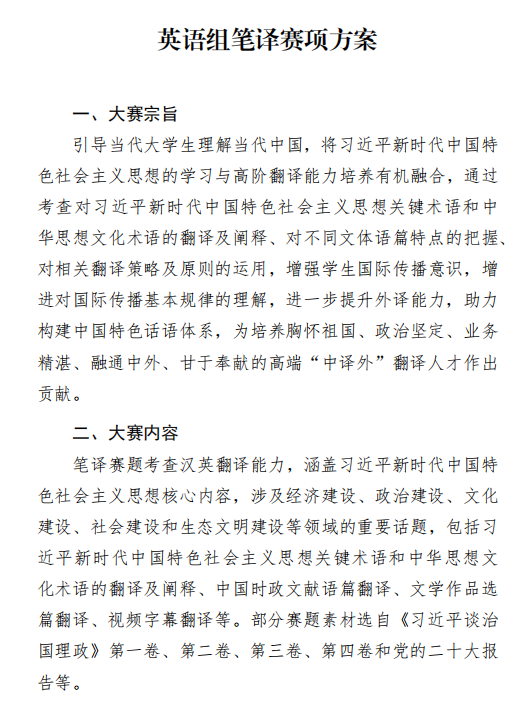 英语组笔译赛项方案
一、大赛宗旨
引导当代大学生理解当代中国，将习近平新时代中国特
色社会主义思想的学习与高阶翻译能力培养有机融合，通过
考查对习近平新时代中国特色社会主义思想关键术语和中
华思想文化术语的翻译及阐释、对不同文体语篇特点的把握、
对相关翻译策略及原则的运用，增强学生国际传播意识，增
进对国际传播基本规律的理解，进一步提升外译能力，助力
构建中国特色话语体系，为培养胸怀祖国、政治坚定、业务
精湛、融通中外、甘于奉献的高端“中译外”翻译人才作出
贡献。
二、大赛内容
笔译赛题考查汉英翻译能力，涵盖习近平新时代中国特
色社会主义思想核心内容，涉及经济建设、政治建设、文化
建设、社会建设和生态文明建设等领域的重要话题，包括习
近平新时代中国特色社会主义思想关键术语和中华思想文
化术语的翻译及阐释、中国时政文献语篇翻译、文学作品选
篇翻译、视频字幕翻译等。部分赛题素材选自《习近平谈治
国理政》第一卷、第二卷、第三卷、第四卷和党的二十大报
告等。